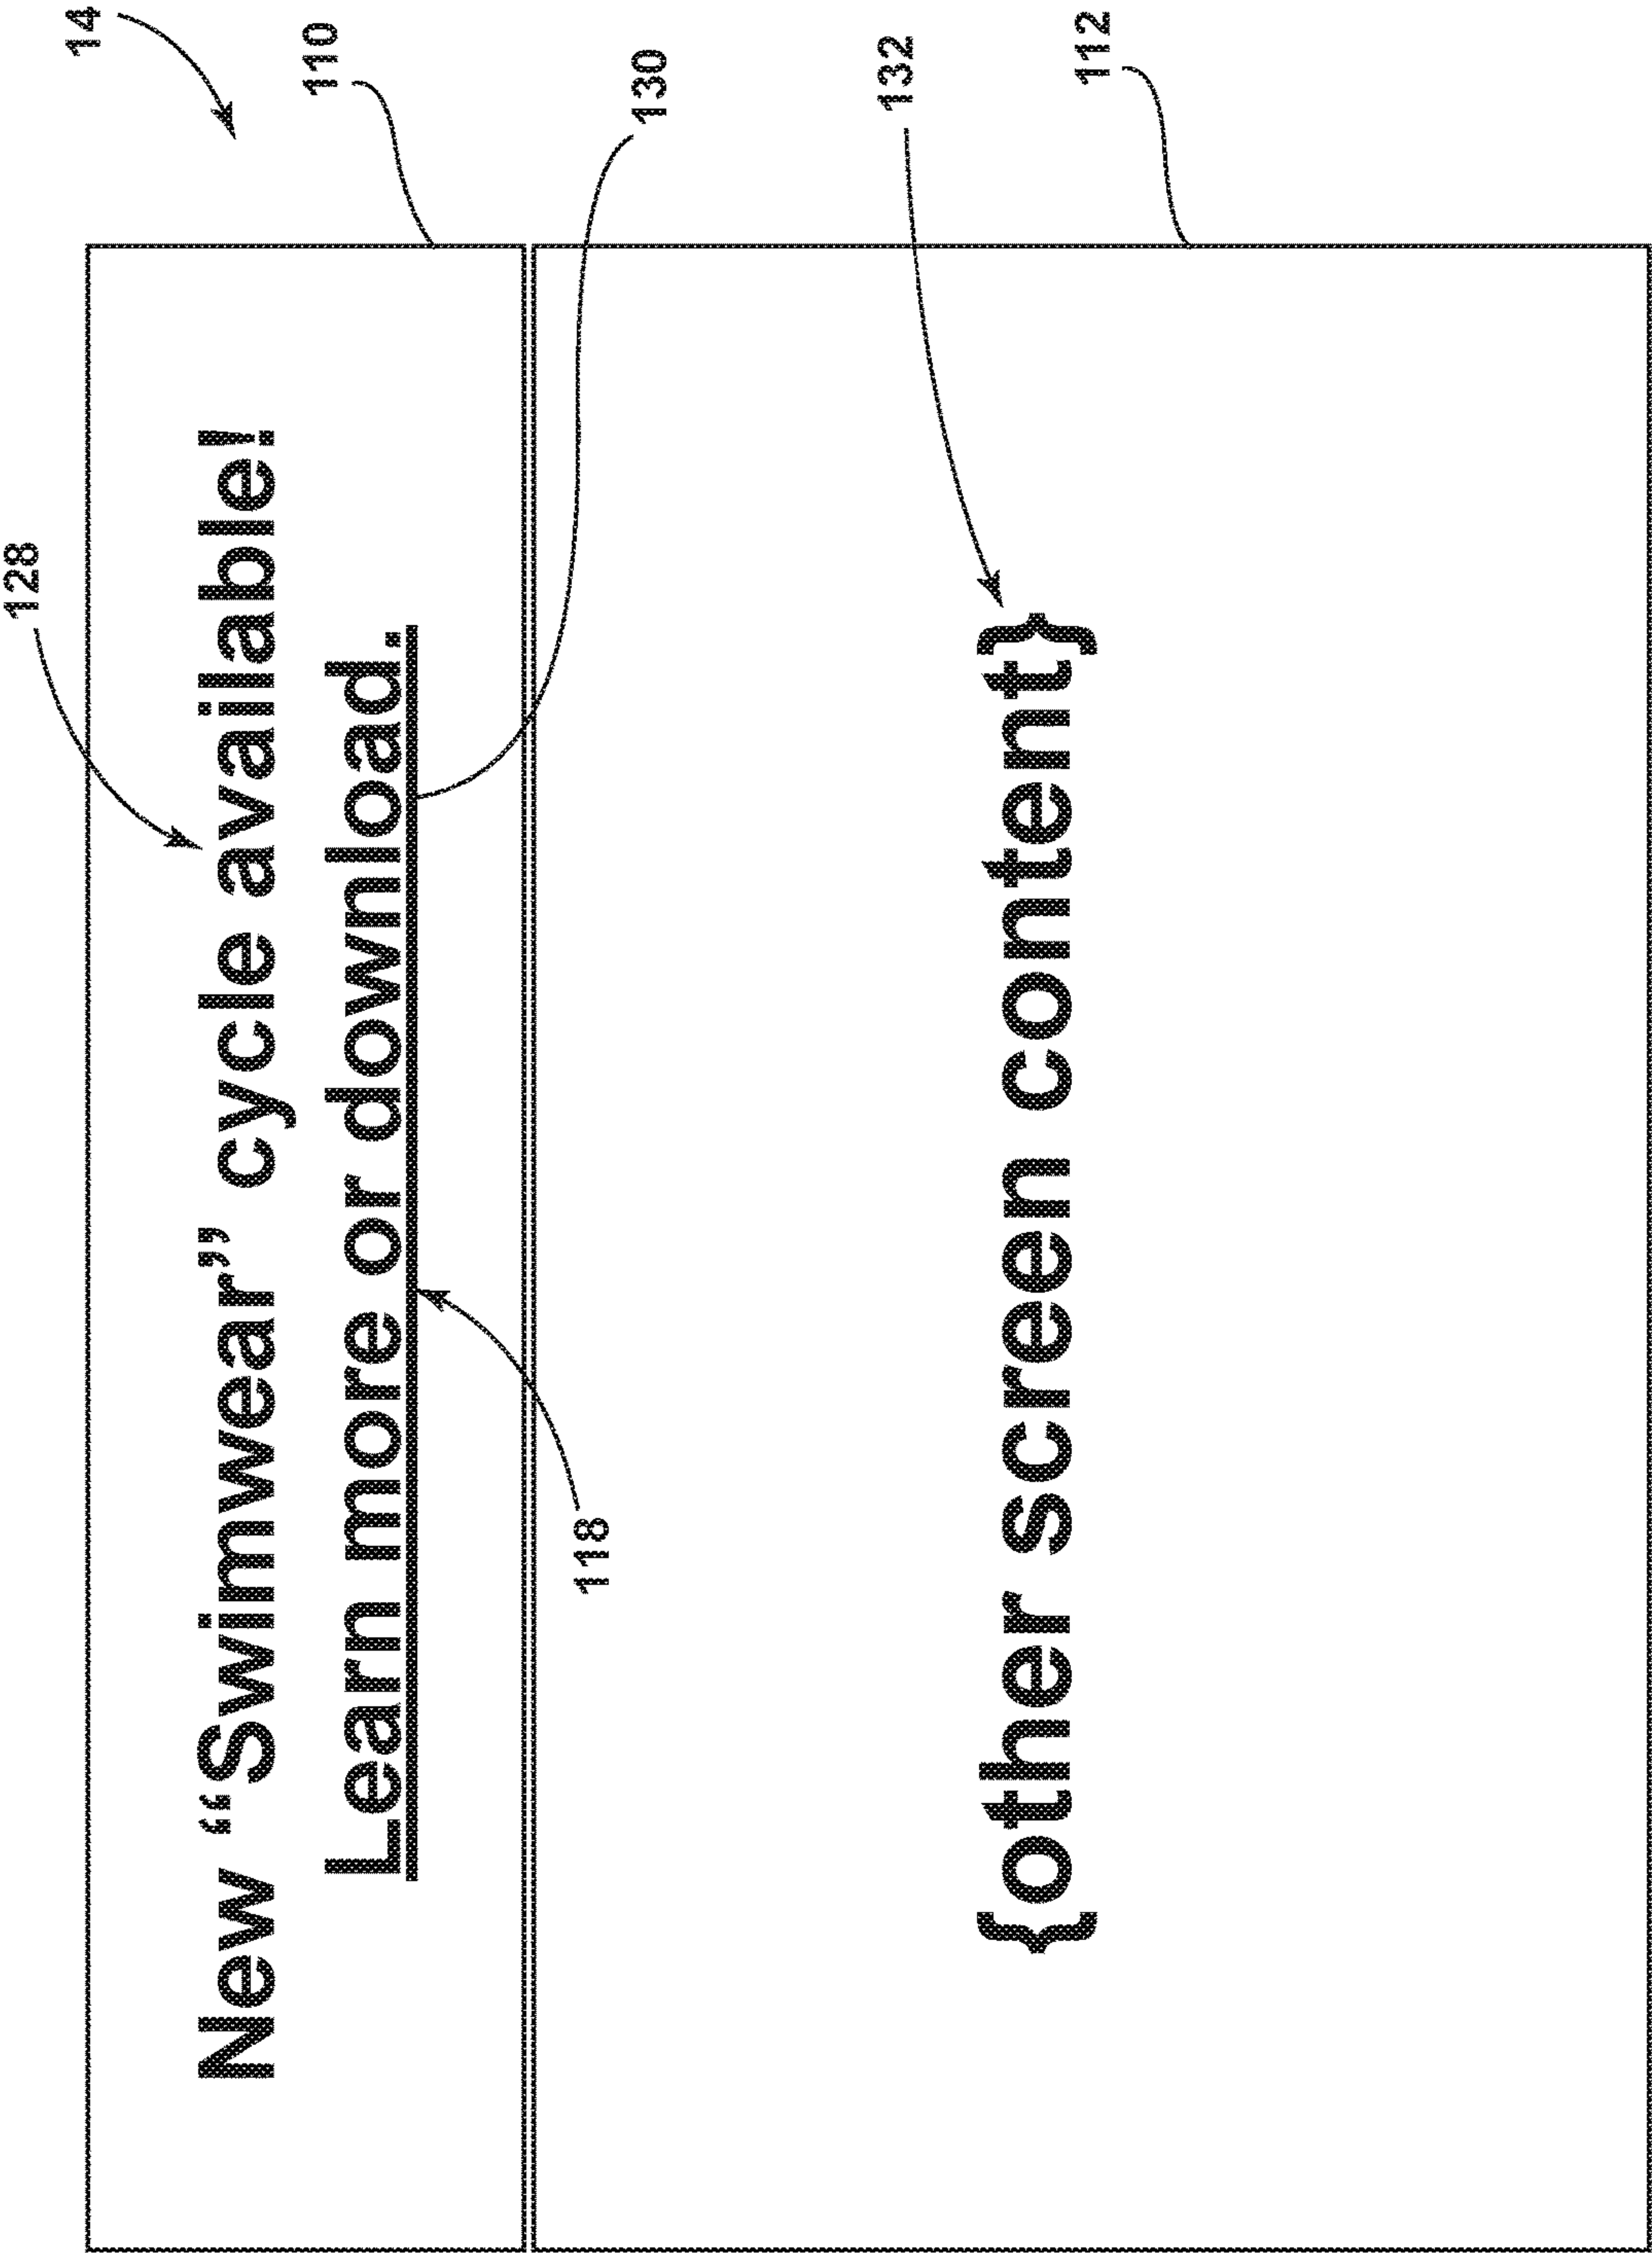 14
110
128
New “Swimwear” cycle available!
Learn more or download.
130
118
132
{other screen content}
112